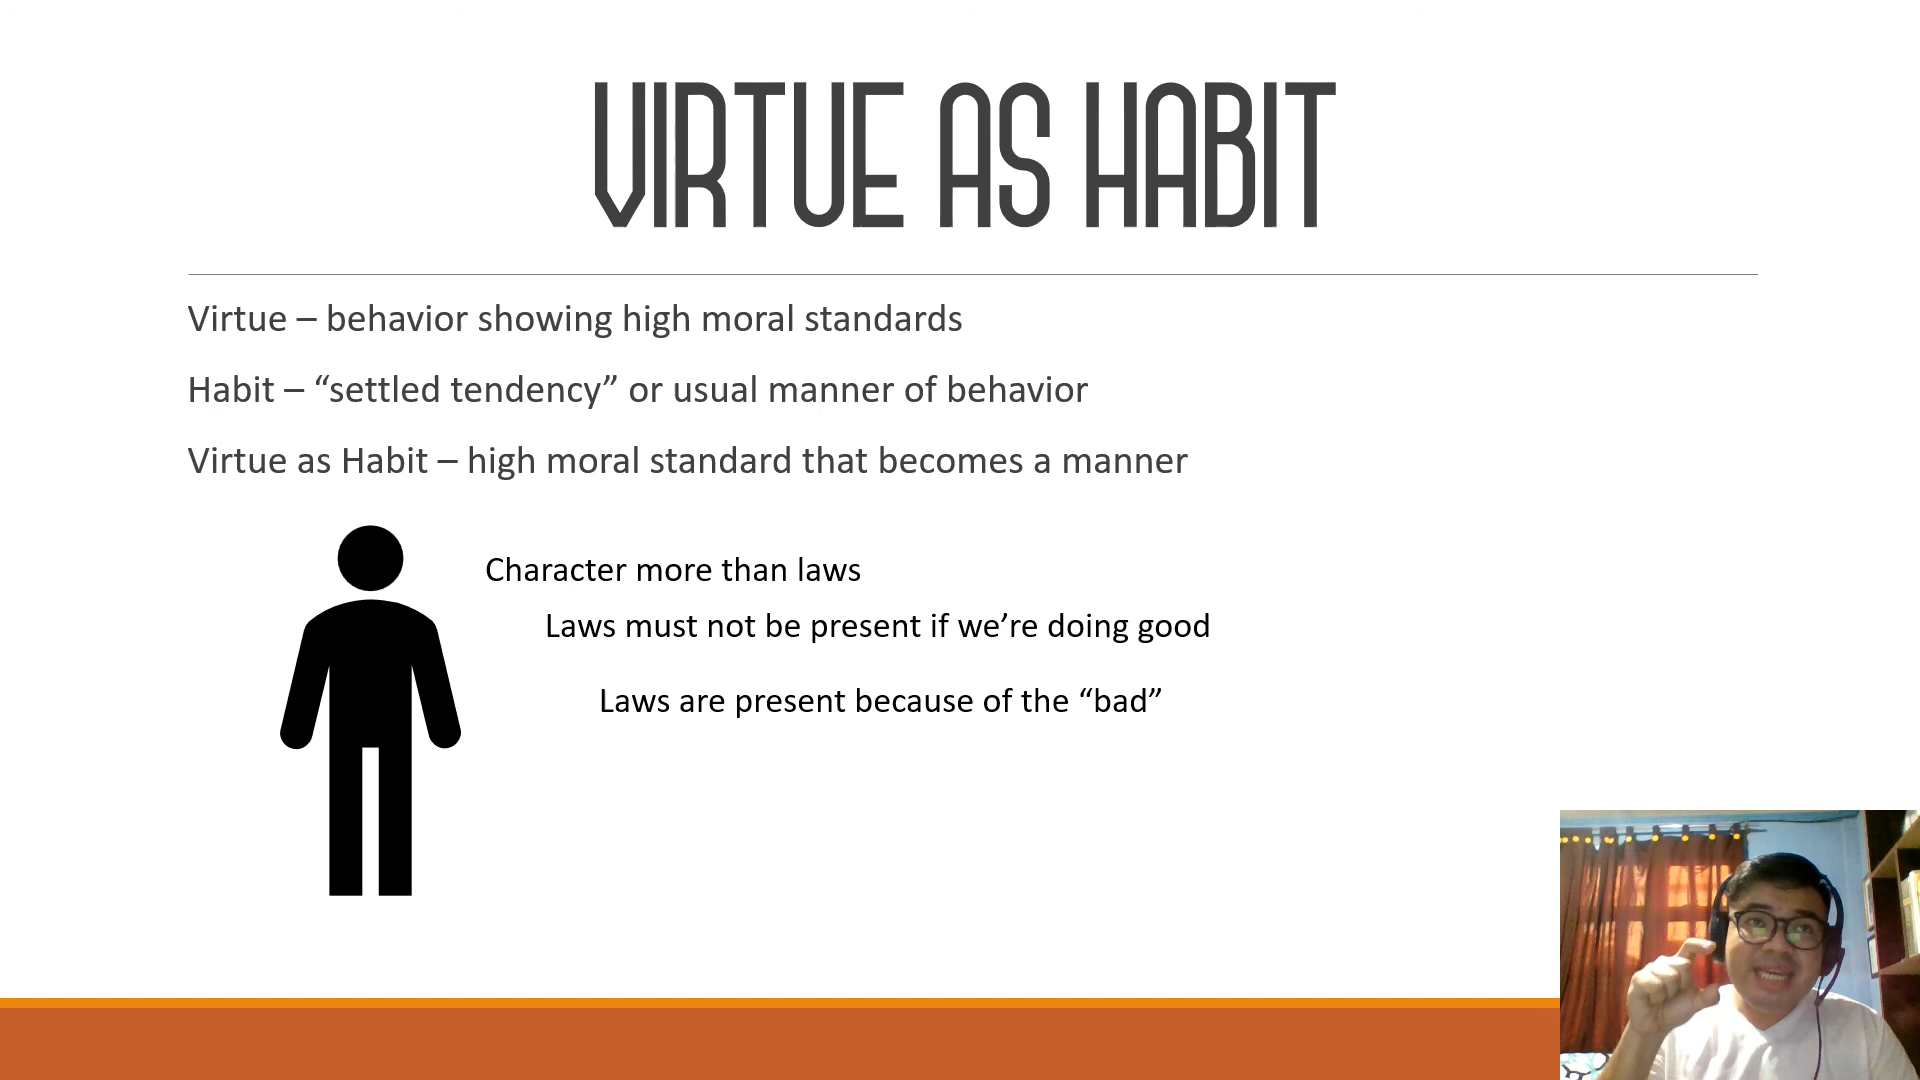 VIRTUE AS HABIT
Virtue – behavior showing high moral standards
Habit – “settled tendency” or usual manner of behavior
Virtue as Habit – high moral standard that becomes a manner
Character more than laws
Laws must not be present if we’re doing good
Laws are present because of the “bad”